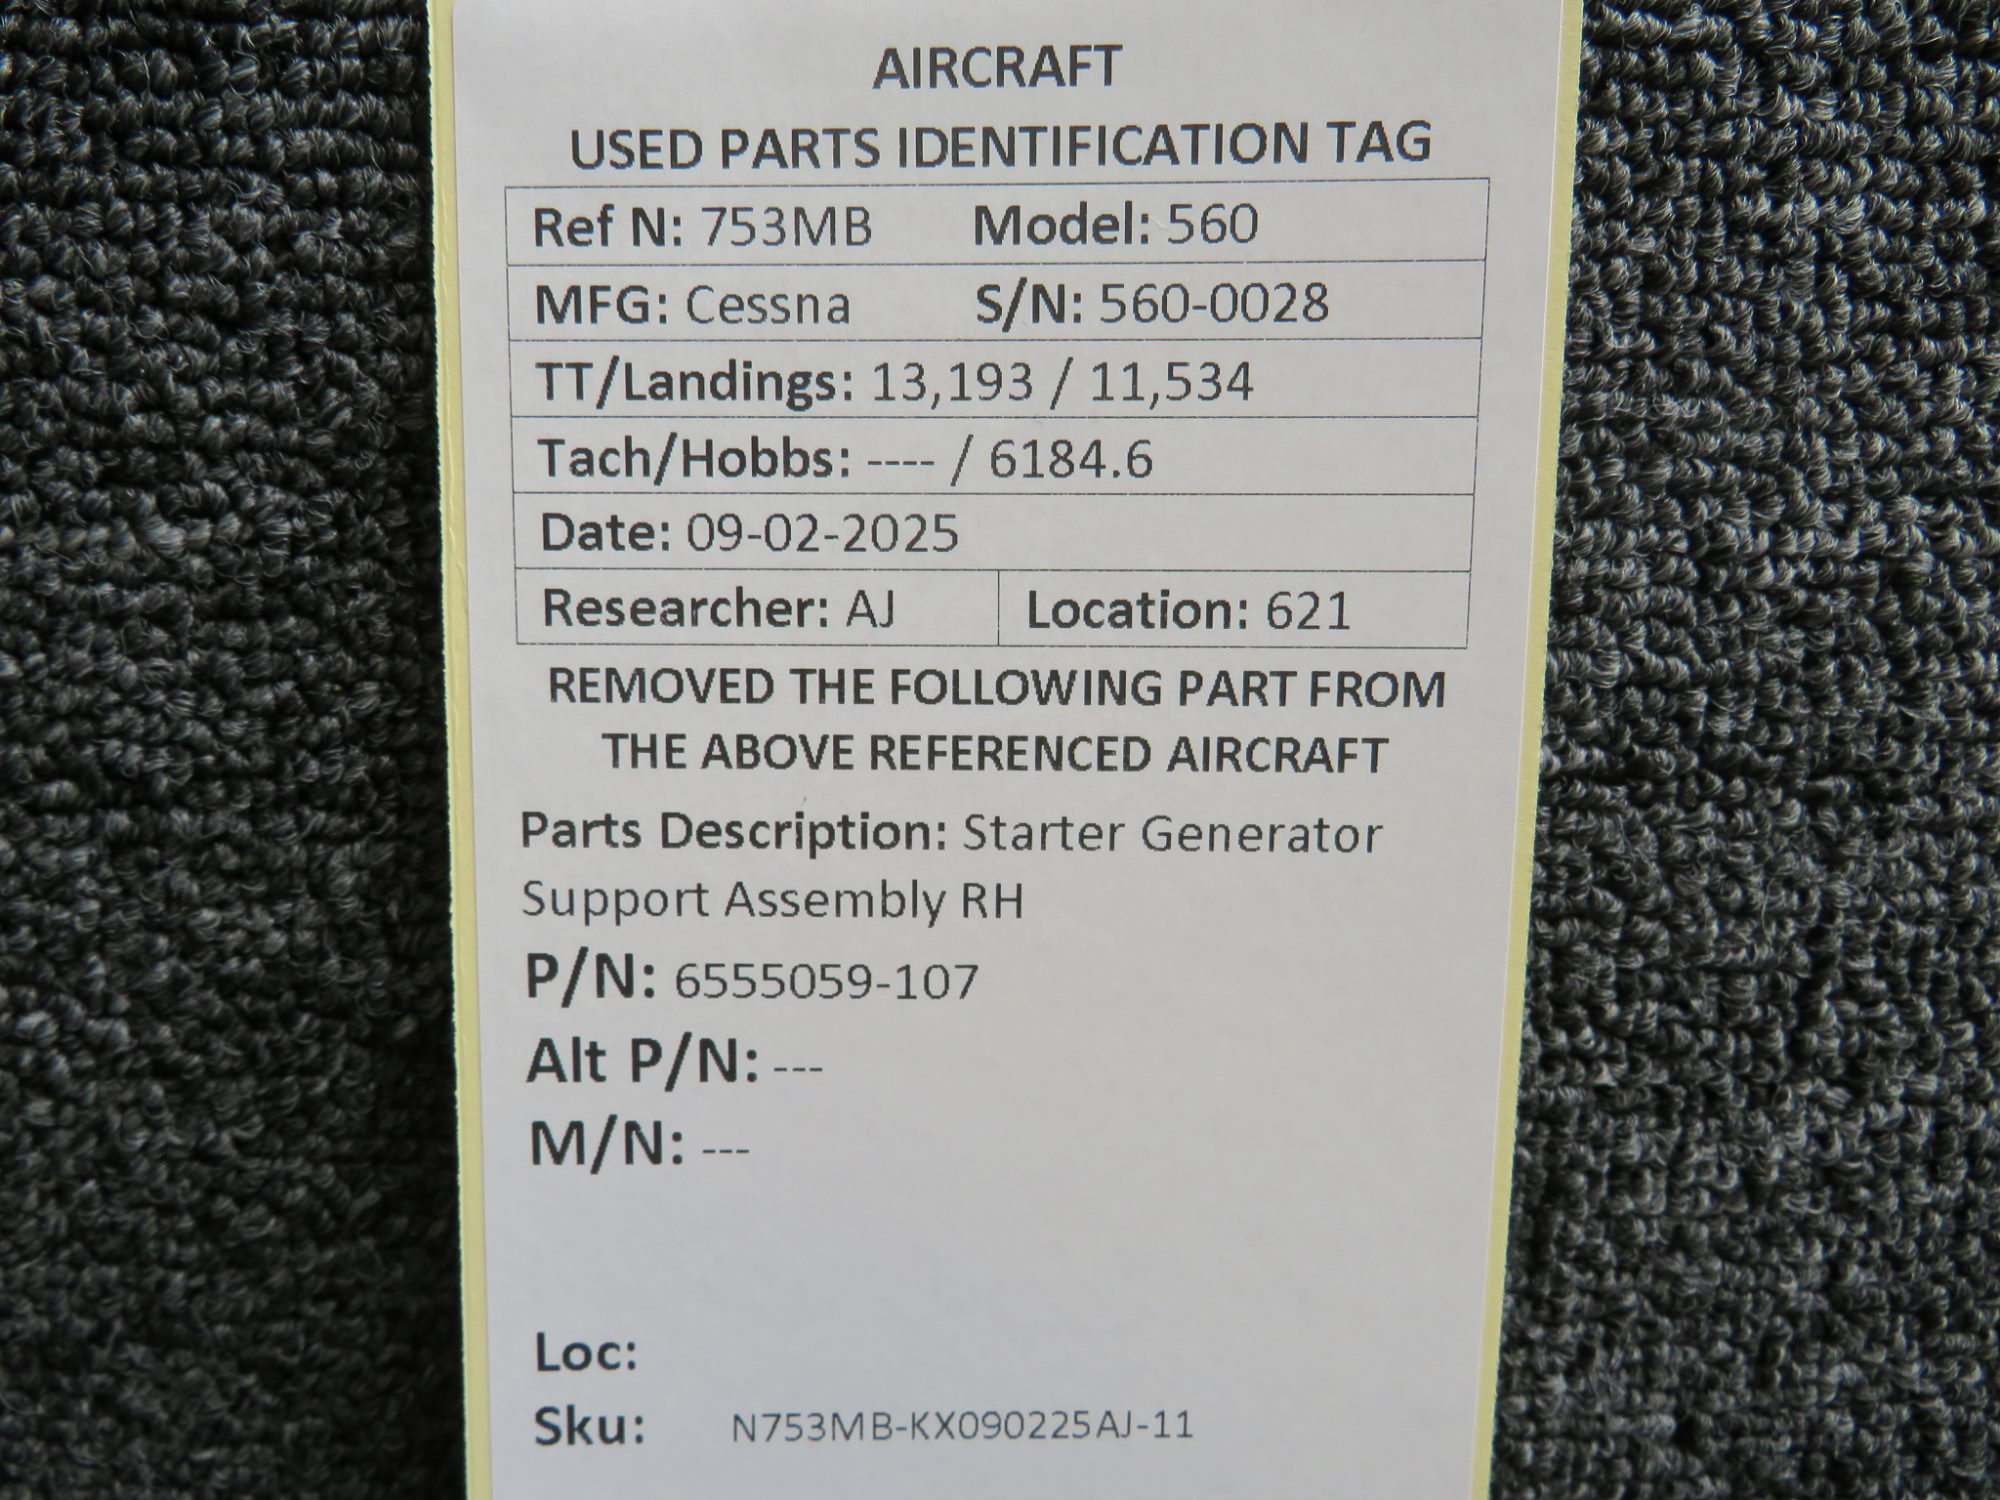 AIRCRAFT
USED PARTS IDENTIFICATION TAG
Ref N: 753MB Model: 560
MFG: Cessna S/N: 560-0028
TT/Landings: 13,193 / 11,534
Tach/Hobbs: ---- / 6184.6
Date: 09-02-2025
Researcher: AJ Location: 621
REMOVED THE FOLLOWING PART FROM
THE ABOVE REFERENCED AIRCRAFT
Parts Description: Starter Generator
Support Assembly RH
P/N: 6555059-107
Alt P/N: ---
M/N: ---
Loc:
Sku: N753MB-KX090225AJ-11